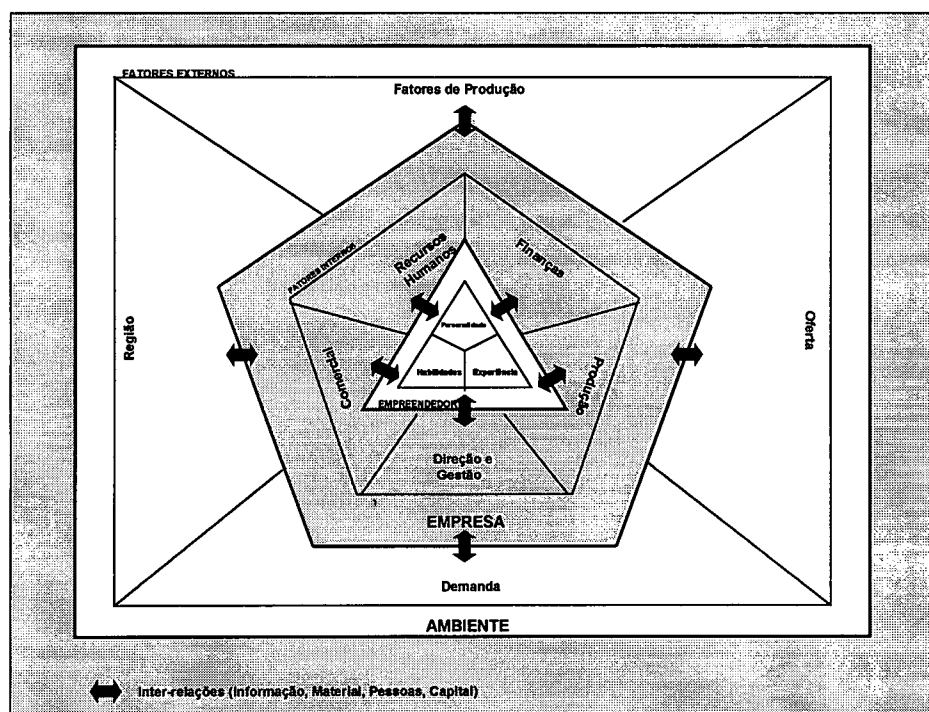 FATORES EXTERNOS
Fatores de Produção
Recursos
Humanos
Finanças
FATORES INTERNOS
Personalidade
Região
Oferta
Comercial
Habilidades
Experiência
Produção
EMPREENDEDOR
Direção e
Gestão
EMPRESA
Demanda
AMBIENTE
Inter-relações (Informação, Material, Pessoas, Capital)